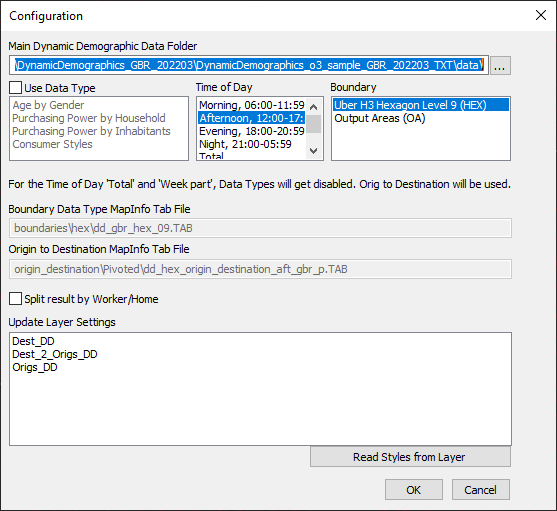 Configuration
Main Dynamic Demographic Data Folder
\DynamicDemographics_GBR_202203\DynamicDemographics_o3_sample_GBR_202203_TXT\data\
...
Use Data Type
Age by Gender
Purchasing Power by Household
Purchasing Power by Inhabitants
Consumer Styles
Time of Day
Morning, 06:00-11:59
Afternoon, 12:00-17:
Evening, 18:00-20:59
Night, 21:00-05:59
Total
Boundary
Uber H3 Hexagon Level 9 (HEX)
Output Areas (OA)
For the Time of Day 'Total' and 'Week part', Data Types will get disabled. Orig to Destination will be used.
Boundary Data Type MapInfo Tab File
boundaries\hex\dd_gbr_hex_09.TAB
Origin to Destination MapInfo Tab File
origin_destination\Pivoted\dd_hex_origin_destination_aft_gbr_p.TAB
Split result by Worker/Home
Update Layer Settings
Dest_DD
Dest_2_Origs_DD
Origs_DD
Read Styles from Layer
OK
Cancel